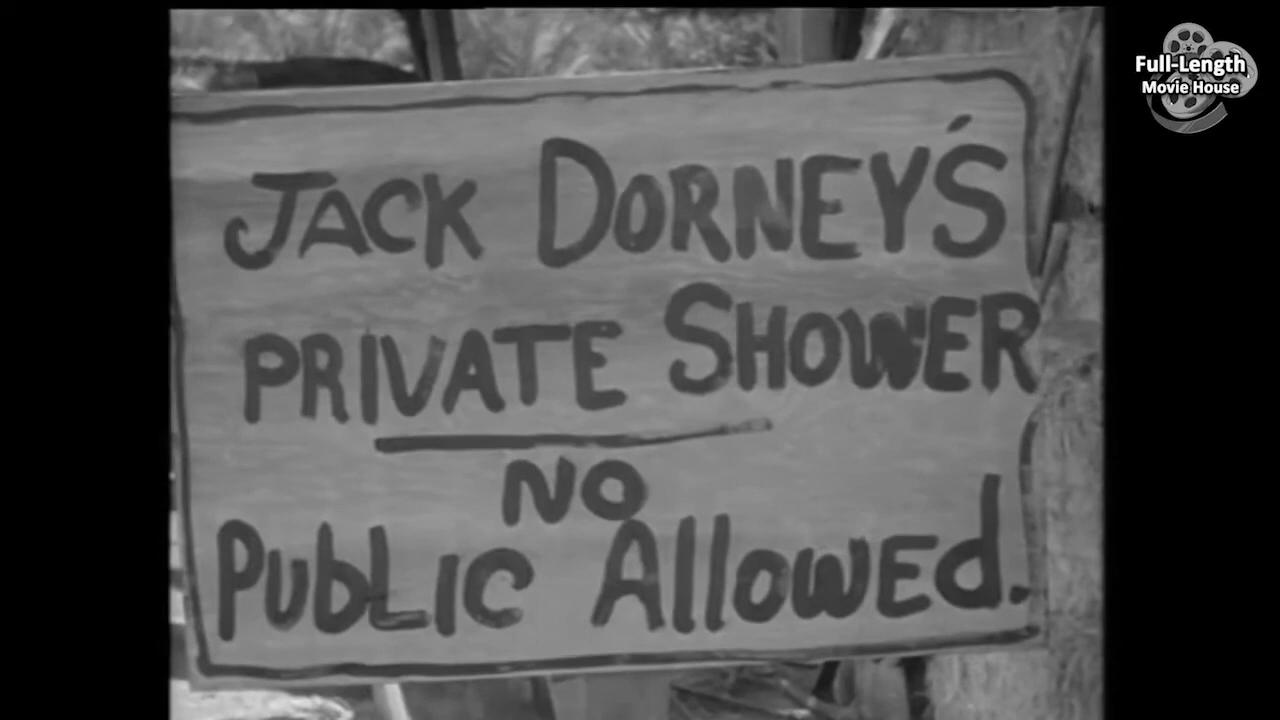 JACK DORNEY'S
PRIVATE SHOWER
NO
PUbLIC AllOWEd.
Full-Length
Movie House